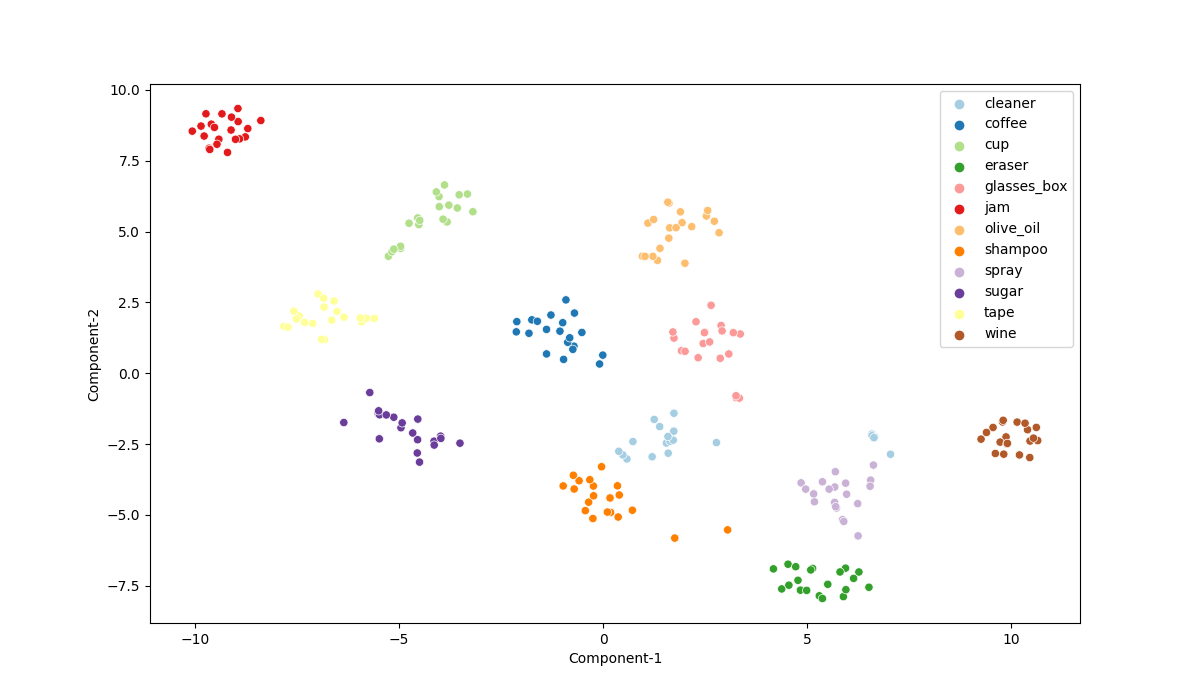 10.0
7.5
5.0
2.5
0.0
−2.5
−5.0
−7.5
Component-2
−10
−5
0
5
10
Component-1
cleaner
coffee
cup
eraser
glasses_box
jam
olive_oil
shampoo
spray
sugar
tape
wine